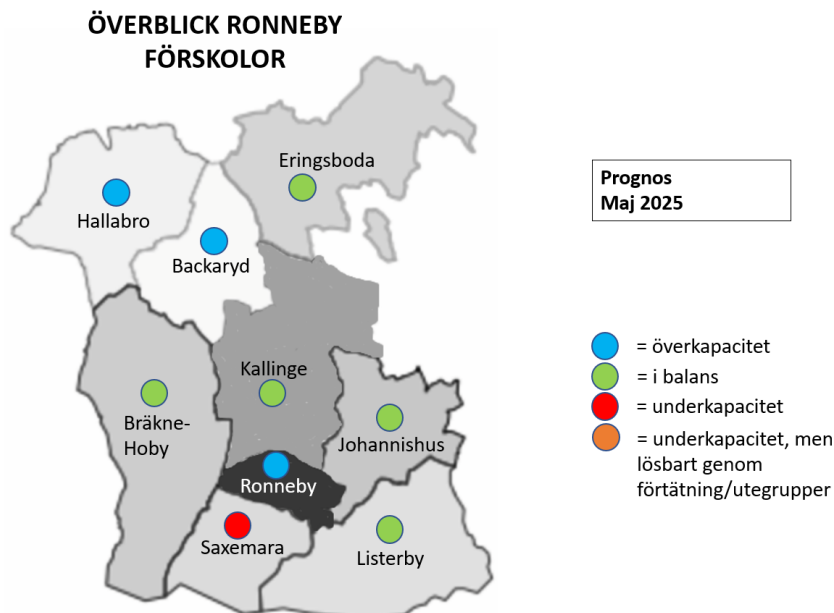 ÖVERBLICK RONNEBY
FÖRSKOLOR
Eringsboda
Prognos
Maj 2025
Hallabro
Backaryd
= överkapacitet
Kallinge
= i balans
Bräkne-
Hoby
Johannishus
= underkapacitet
= underkapacitet, men
lösbart genom
förtätning/utegrupper
Ronneby
Saxemara
Listerby